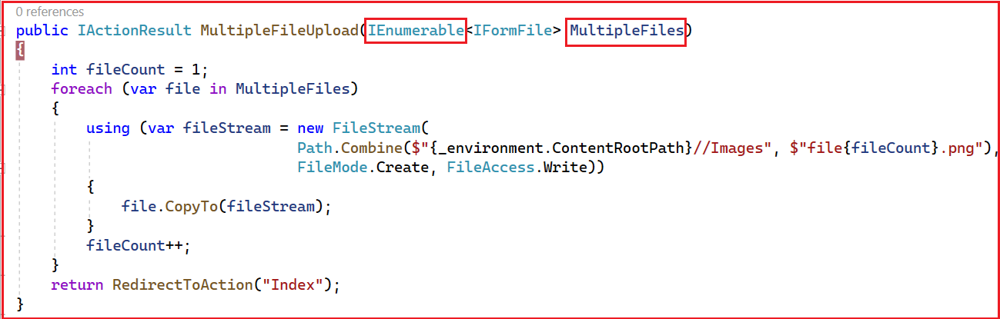 0 references
public IActionResult MultipleFileUpload(IEnumerable<IFormFile> MultipleFiles)
{
    int fileCount = 1;
    foreach (var file in MultipleFiles)
    {
        using (var fileStream = new FileStream(
                                Path.Combine($"{_environment.ContentRootPath}//Images", $"file{fileCount}.png"),
                                FileMode.Create, FileAccess.Write))
        {
            file.CopyTo(fileStream);
        }
        fileCount++;
    }
    return RedirectToAction("Index");
}